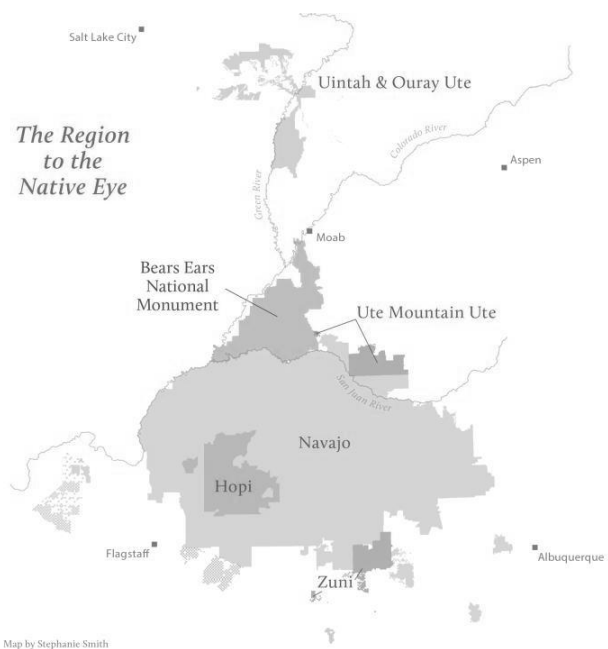 Salt Lake City
Uintah & Ouray Ute
The Region
to the
Native Eye
Colorado River
Aspen
Green River
Moab
Bears Ears
National
Monument
Ute Mountain Ute
San Juan River
Navajo
Hopi
Flagstaff
Albuquerque
Zuni
Map by Stephanie Smith